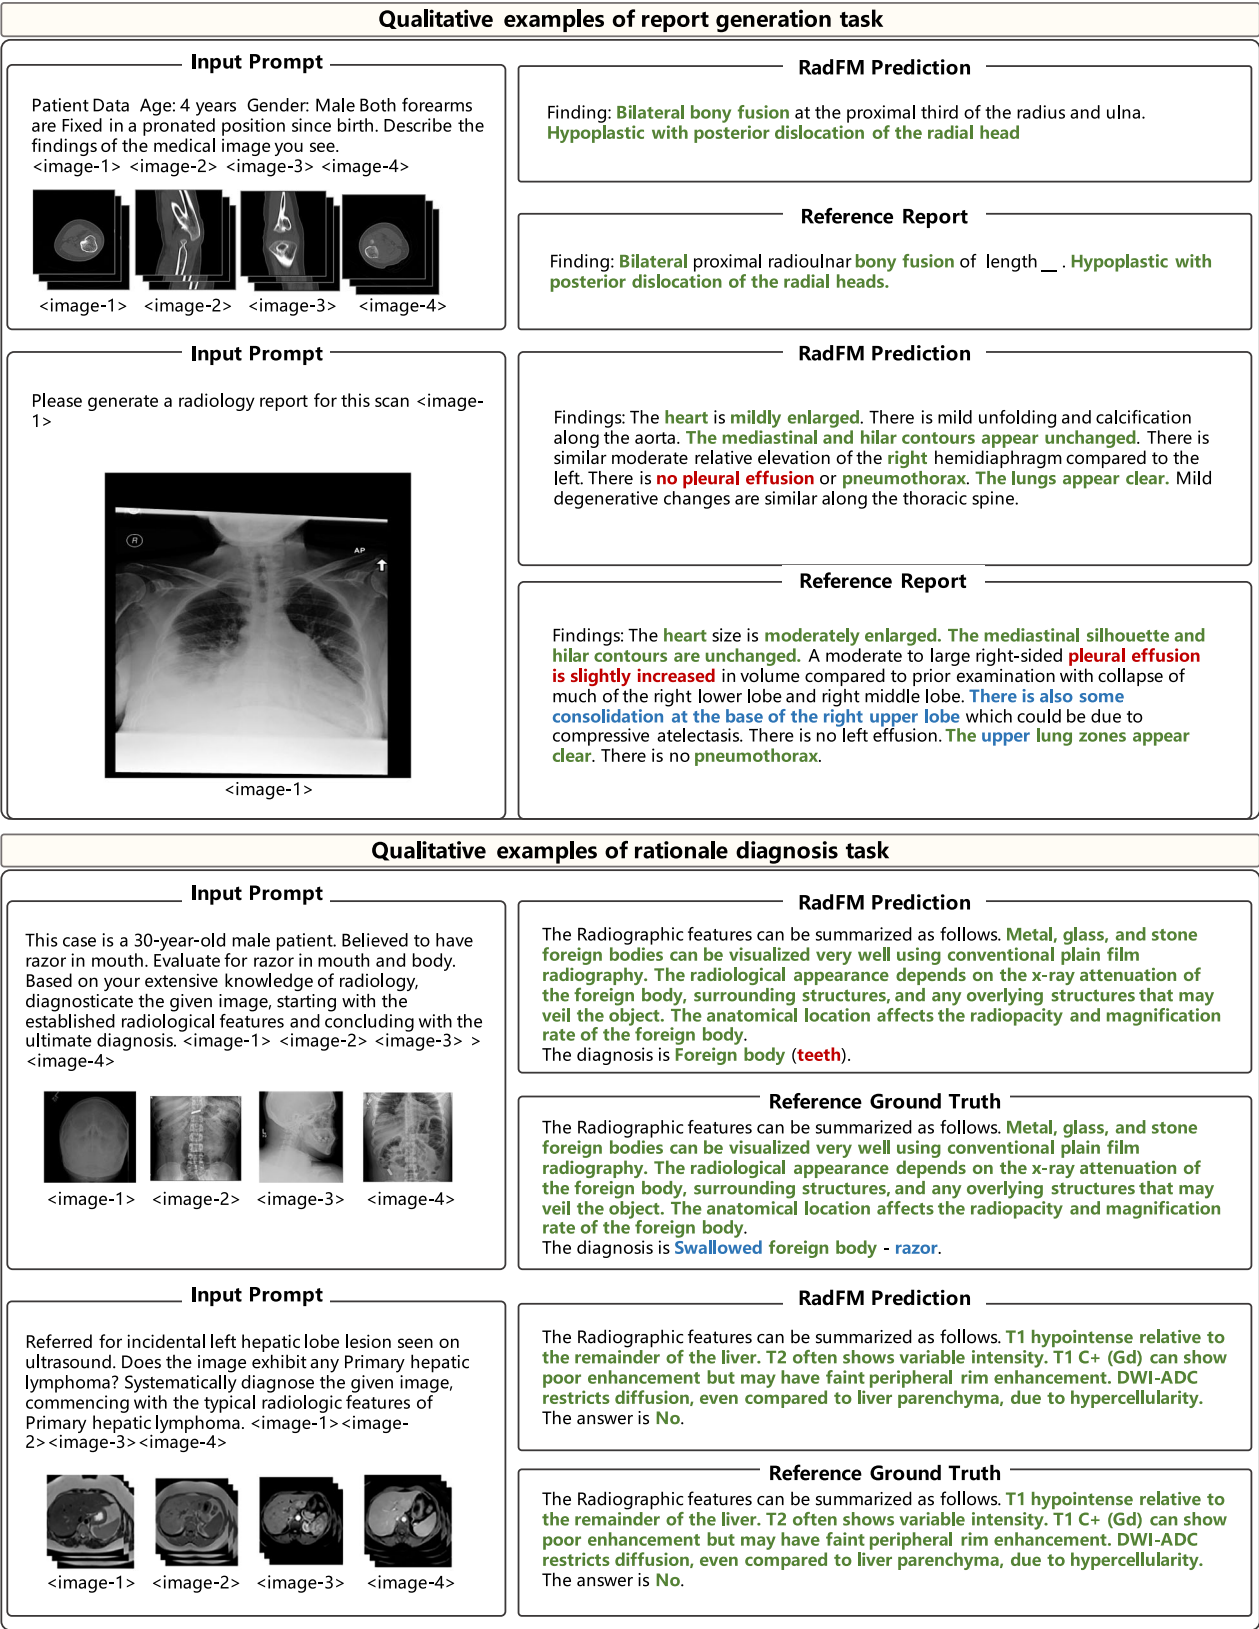 Qualitative examples of report generation task
Input Prompt
Patient Data Age: 4 years Gender: Male Both forearms
are Fixed in a pronated position since birth. Describe the
findings of the medical image you see.
<image-1> <image-2> <image-3> <image-4>
<image-1> <image-2> <image-3> <image-4>
RadFM Prediction
Finding: Bilateral bony fusion at the proximal third of the radius and ulna.
Hypoplastic with posterior dislocation of the radial head
Reference Report
Finding: Bilateral proximal radioulnar bony fusion of length __ . Hypoplastic with
posterior dislocation of the radial heads.
Input Prompt
Please generate a radiology report for this scan <image-
1>
R
AP
<image-1>
RadFM Prediction
Findings: The heart is mildly enlarged. There is mild unfolding and calcification
along the aorta. The mediastinal and hilar contours appear unchanged. There is
similar moderate relative elevation of the right hemidiaphragm compared to the
left. There is no pleural effusion or pneumothorax. The lungs appear clear. Mild
degenerative changes are similar along the thoracic spine.
Reference Report
Findings: The heart size is moderately enlarged. The mediastinal silhouette and
hilar contours are unchanged. A moderate to large right-sided pleural effusion
is slightly increased in volume compared to prior examination with collapse of
much of the right lower lobe and right middle lobe. There is also some
consolidation at the base of the right upper lobe which could be due to
compressive atelectasis. There is no left effusion. The upper lung zones appear
clear. There is no pneumothorax.
Qualitative examples of rationale diagnosis task
Input Prompt
This case is a 30-year-old male patient. Believed to have
razor in mouth. Evaluate for razor in mouth and body.
Based on your extensive knowledge of radiology,
diagnosticate the given image, starting with the
established radiological features and concluding with the
ultimate diagnosis. <image-1> <image-2> <image-3> >
<image-4>
<image-1> <image-2> <image-3> <image-4>
RadFM Prediction
The Radiographic features can be summarized as follows. Metal, glass, and stone
foreign bodies can be visualized very well using conventional plain film
radiography. The radiological appearance depends on the x-ray attenuation of
the foreign body, surrounding structures, and any overlying structures that may
veil the object. The anatomical location affects the radiopacity and magnification
rate of the foreign body.
The diagnosis is Foreign body (teeth).
Reference Ground Truth
The Radiographic features can be summarized as follows. Metal, glass, and stone
foreign bodies can be visualized very well using conventional plain film
radiography. The radiological appearance depends on the x-ray attenuation of
the foreign body, surrounding structures, and any overlying structures that may
veil the object. The anatomical location affects the radiopacity and magnification
rate of the foreign body.
The diagnosis is Swallowed foreign body - razor.
Input Prompt
Referred for incidental left hepatic lobe lesion seen on
ultrasound. Does the image exhibit any Primary hepatic
lymphoma? Systematically diagnose the given image,
commencing with the typical radiologic features of
Primary hepatic lymphoma. <image-1><image-
2><image-3><image-4>
<image-1> <image-2> <image-3> <image-4>
RadFM Prediction
The Radiographic features can be summarized as follows. T1 hypointense relative to
the remainder of the liver. T2 often shows variable intensity. T1 C+ (Gd) can show
poor enhancement but may have faint peripheral rim enhancement. DWI-ADC
restricts diffusion, even compared to liver parenchyma, due to hypercellularity.
The answer is No.
Reference Ground Truth
The Radiographic features can be summarized as follows. T1 hypointense relative to
the remainder of the liver. T2 often shows variable intensity. T1 C+ (Gd) can show
poor enhancement but may have faint peripheral rim enhancement. DWI-ADC
restricts diffusion, even compared to liver parenchyma, due to hypercellularity.
The answer is No.